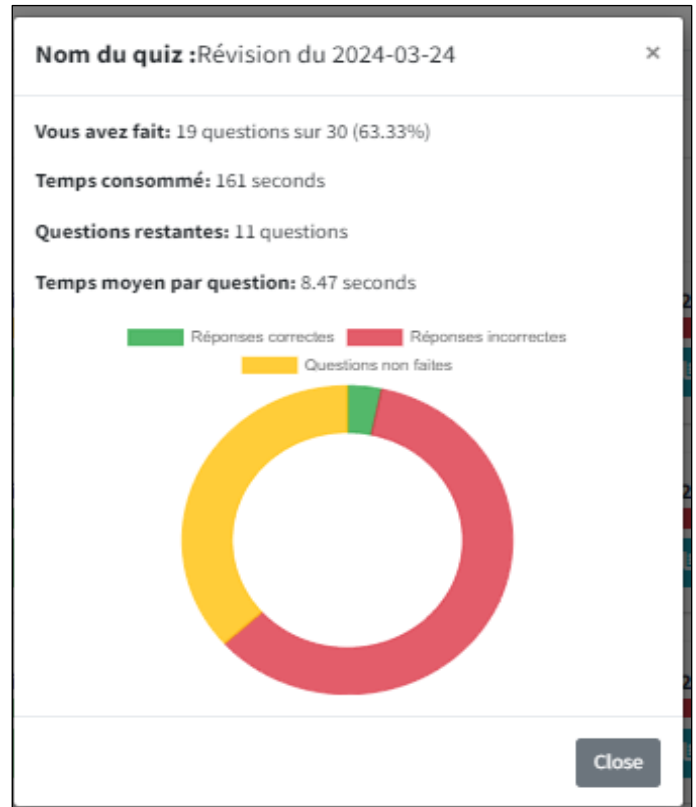 Nom du quiz :Révision du 2024-03-24 ×
Vous avez fait: 19 questions sur 30 (63.33%)
Temps consommé: 161 seconds
Questions restantes: 11 questions
Temps moyen par question: 8.47 seconds
Réponses correctes Réponses incorrectes
Questions non faites
Close